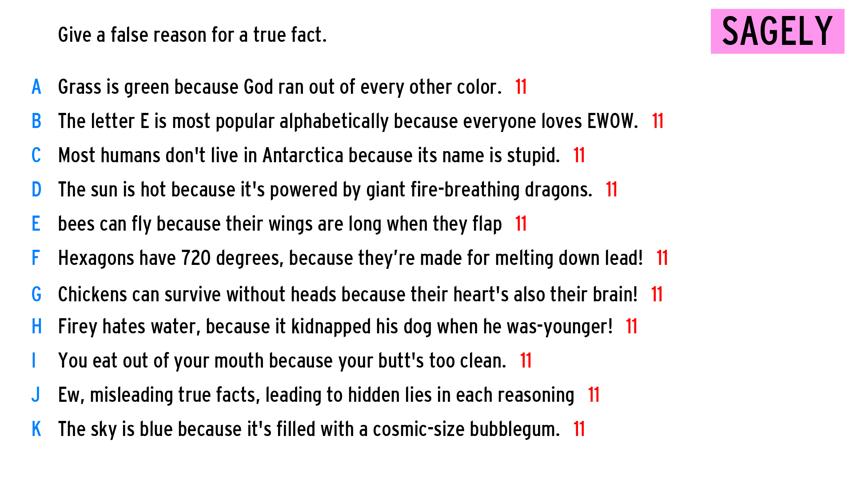 Give a false reason for a true fact.
SAGELY
A Grass is green because God ran out of every other color. 11
B The letter E is most popular alphabetically because everyone loves EWOW. 11
C Most humans don't live in Antarctica because its name is stupid. 11
D The sun is hot because it's powered by giant fire-breathing dragons. 11
E bees can fly because their wings are long when they flap 11
F Hexagons have 720 degrees, because they’re made for melting down lead! 11
G Chickens can survive without heads because their heart's also their brain! 11
H Firey hates water, because it kidnapped his dog when he was-younger! 11
I You eat out of your mouth because your butt's too clean. 11
J Ew, misleading true facts, leading to hidden lies in each reasoning 11
K The sky is blue because it's filled with a cosmic-size bubblegum. 11